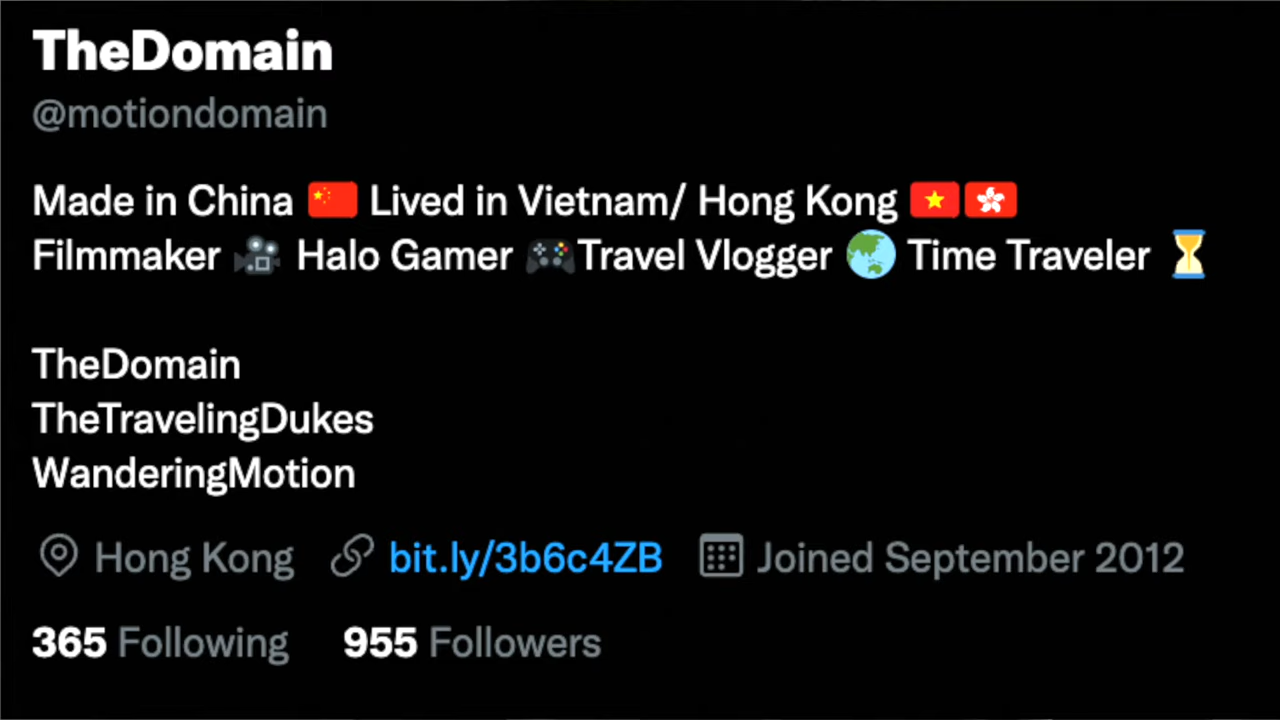 TheDomain
@motiondomain
Made in China 🇨🇳 Lived in Vietnam/ Hong Kong 🇻🇳🇭🇰
Filmmaker 🎥 Halo Gamer 🎮Travel Vlogger 🌏 Time Traveler ⏳
TheDomain
TheTravelingDukes
WanderingMotion
Hong Kong bit.ly/3b6c4ZB Joined September 2012
365 Following 955 Followers